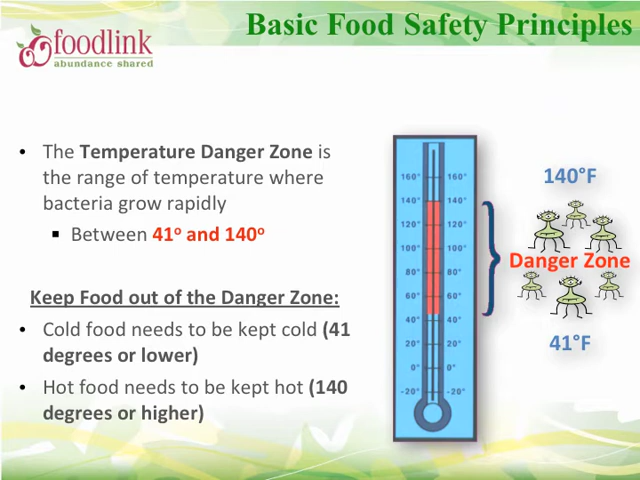 Basic Food Safety Principles
foodlink
abundance shared
• The Temperature Danger Zone is
the range of temperature where
bacteria grow rapidly
▪ Between 41° and 140°
Keep Food out of the Danger Zone:
• Cold food needs to be kept cold (41
degrees or lower)
• Hot food needs to be kept hot (140
degrees or higher)
160° 160°
140° 140°
120° 120°
100° 100°
80° 80°
60° 60°
40° 40°
20° 20°
0° 0°
-20° -20°
140°F
Danger Zone
41°F